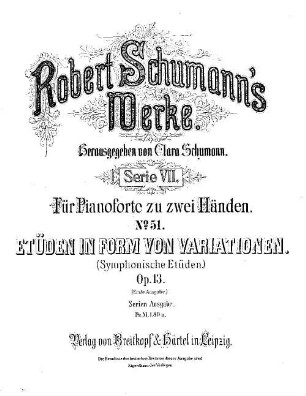 Robert Schumann's
Werke.
Herausgegeben von Clara Schumann.
Serie VII.
Für Pianoforte zu zwei Händen.
No. 51.
ETÜDEN IN FORM VON VARIATIONEN.
(Symphonische Etüden.)
Op. 13.
Serien Ausgabe.
Verlag von Breitkopf & Härtel in Leipzig.